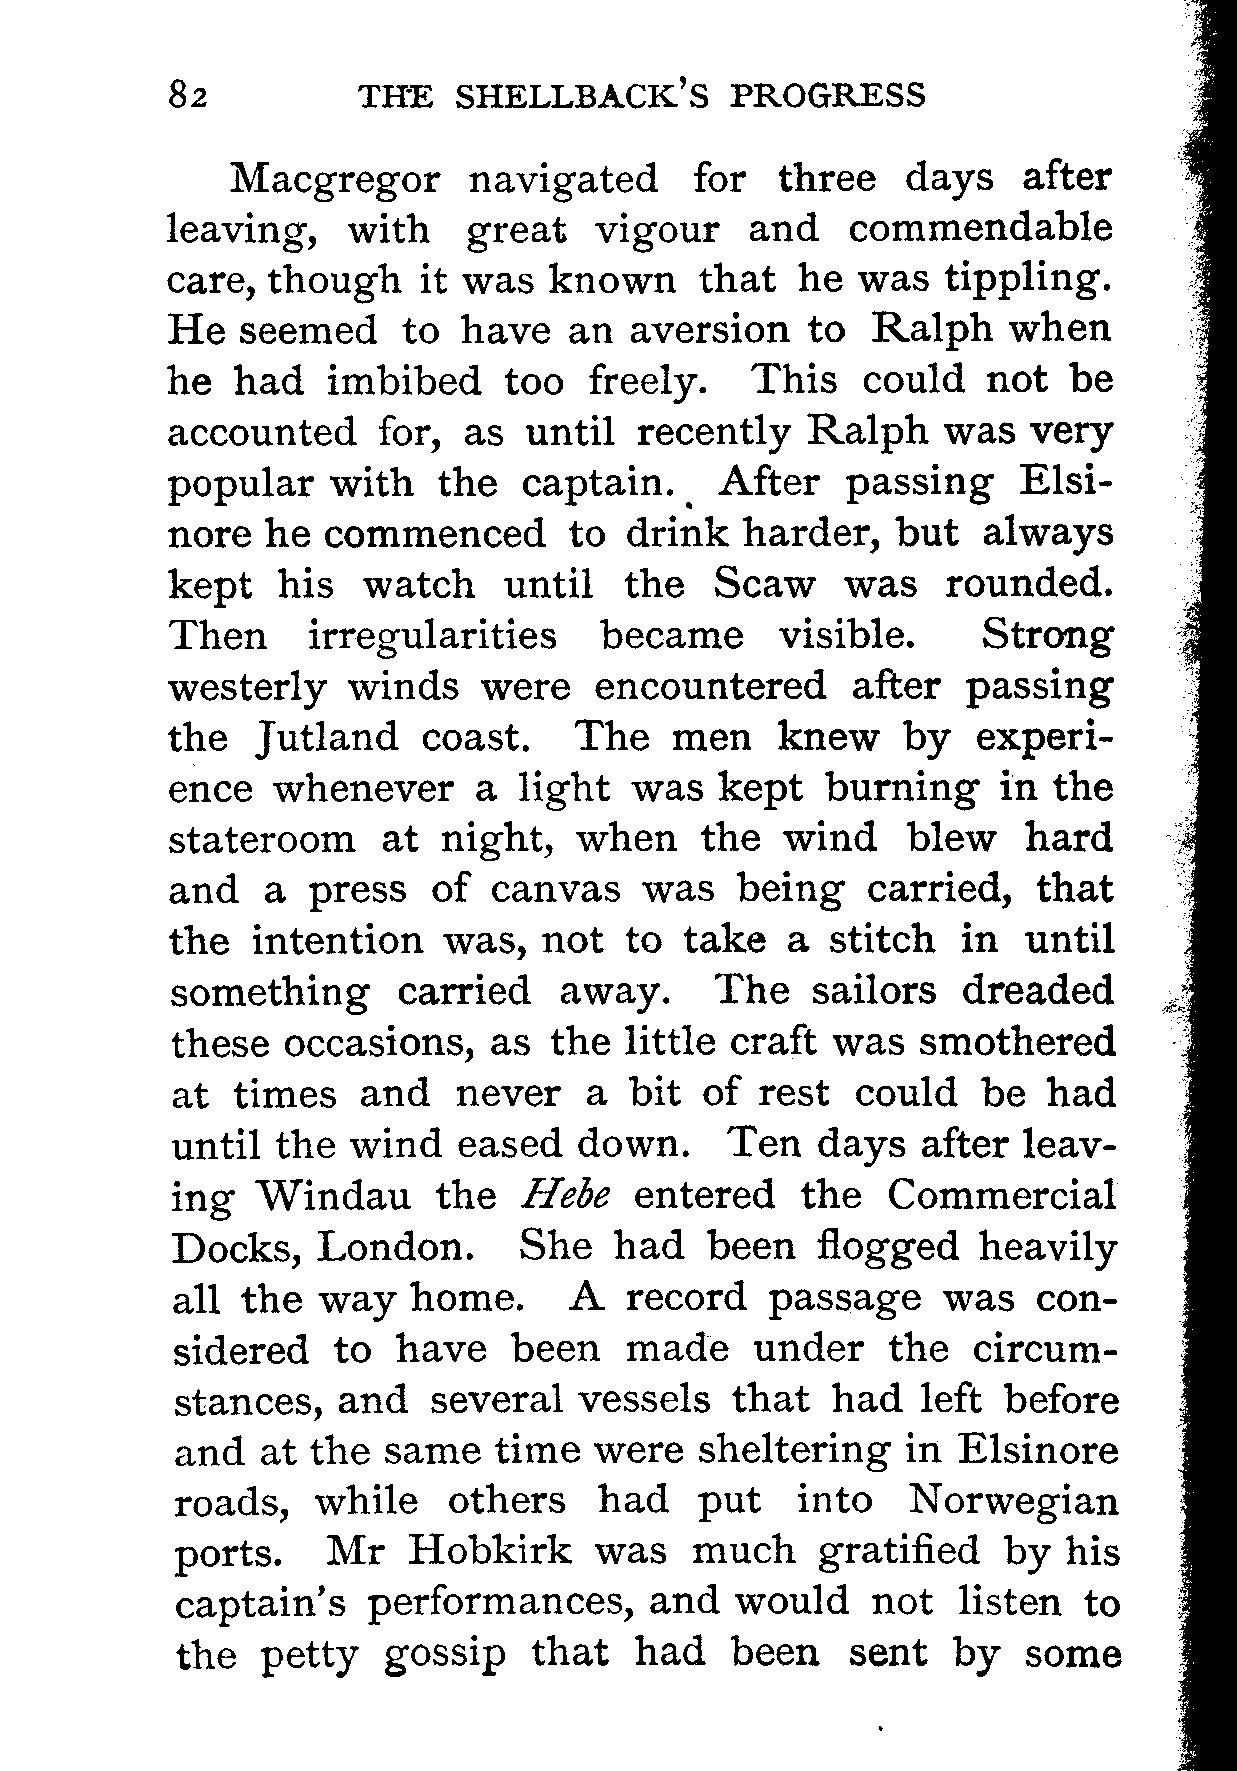 82 THE SHELLBACK'S PROGRESS
Macgregor navigated for three days after
leaving, with great vigour and commendable
care, though it was known that he was tippling.
He seemed to have an aversion to Ralph when
he had imbibed too freely. This could not be
accounted for, as until recently Ralph was very
popular with the captain. After passing Elsi-
nore he commenced to drink harder, but always
kept his watch until the Scaw was rounded.
Then irregularities became visible. Strong
westerly winds were encountered after passing
the Jutland coast. The men knew by experi-
ence whenever a light was kept burning in the
stateroom at night, when the wind blew hard
and a press of canvas was being carried, that
the intention was, not to take a stitch in until
something carried away. The sailors dreaded
these occasions, as the little craft was smothered
at times and never a bit of rest could be had
until the wind eased down. Ten days after leav-
ing Windau the Hebe entered the Commercial
Docks, London. She had been flogged heavily
all the way home. A record passage was con-
sidered to have been made under the circum-
stances, and several vessels that had left before
and at the same time were sheltering in Elsinore
roads, while others had put into Norwegian
ports. Mr Hobkirk was much gratified by his
captain's performances, and would not listen to
the petty gossip that had been sent by some